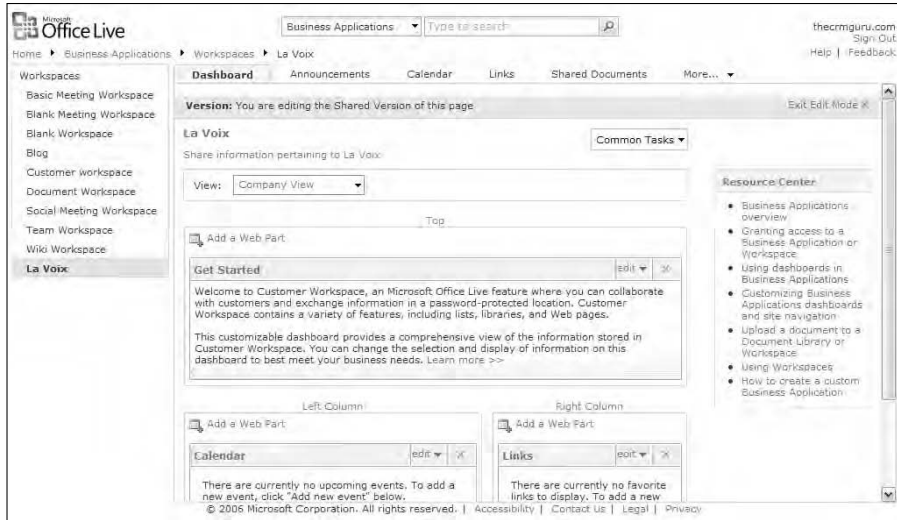 Microsoft
Office Live
Business Applications
Type to search
thecrmguru.com
Sign Out
Help | Feedback
Home ▸ Business Applications ▸ Workspaces ▸ La Voix
Workspaces
Basic Meeting Workspace
Blank Meeting Workspace
Blank Workspace
Blog
Customer workspace
Document Workspace
Social Meeting Workspace
Team Workspace
Wiki Workspace
La Voix
Dashboard Announcements Calendar Links Shared Documents More...
Version: You are editing the Shared Version of this page
Exit Edit Mode X
La Voix
Common Tasks
Share information pertaining to La Voix
View: Company View
Top
Add a Web Part
Get Started
edit X
Welcome to Customer Workspace, an Microsoft Office Live feature where you can collaborate
with customers and exchange information in a password-protected location. Customer
Workspace contains a variety of features, including lists, libraries, and Web pages.
This customizable dashboard provides a comprehensive view of the information stored in
Customer Workspace. You can change the selection and display of information on this
dashboard to best meet your business needs. Learn more >>
Left Column
Add a Web Part
Calendar
edit X
There are currently no upcoming events. To add a
new event, click "Add new event" below.
Right Column
Add a Web Part
Links
edit X
There are currently no favorite
links to display. To add a new
Resource Center
• Business Applications
overview
• Granting access to a
Business Application or
Workspace
• Using dashboards in
Business Applications
• Customizing Business
Applications dashboards
and site navigation
• Upload a document to a
Document Library or
Workspace
• Using Workspaces
• How to create a custom
Business Application
© 2006 Microsoft Corporation. All rights reserved. | Accessibility | Contact Us | Legal | Privacy